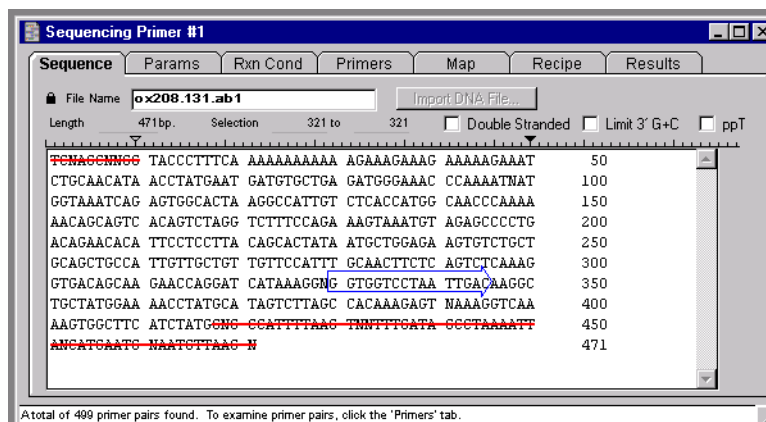 Sequencing Primer #1
Sequence Params Rxn Cond Primers Map Recipe Results
File Name ox208.131.ab1 Import DNA File...
Length 471bp. Selection 321 to 321 Double Stranded Limit 3' G+C ppT
TCNAGCNNGG TACCCTTTCA AAAAAAAAAA AGAAAGAAAG AAAAAGAAAT 50
CTGCAACATA ACCTATGAAT GATGTGCTGA GATGGGAAAC CCAAAATNAT 100
GGTAAATCAG AGTGGCACTA AGGCCATTGT CTCACCATGG CAACCCAAAA 150
AACAGCAGTC ACAGTCTAGG TCTTTCCAGA AAGTAAATGT AGAGCCCCTG 200
ACAGAACACA TTCCTCCTTA CAGCACTATA ATGCTGGAGA AGTGTCTGCT 250
GCAGCTGCCA TTGTTGCTGT TGTTCCATTT GCAACTTCTC AGTCTCAAAG 300
GTGACAGCAA GAACCAGGAT CATAAAGGNG GTGGTCCTAA TTGACAAGGC 350
TGCTATGGAA AACCTATGCA TAGTCTTAGC CACAAAGAGT NAAAGGTCAA 400
AAGTGGCTTC ATCTATGGNG CCATTTTAAG TNNTTTGATA GCCTAAAATT 450
ANCATGAATG NAATGTTAAG N 471
A total of 499 primer pairs found. To examine primer pairs, click the 'Primers' tab.